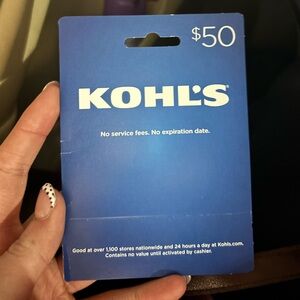 $50
KOHL'S
No service fees. No expiration date.
Good at over 1,100 stores nationwide and 24 hours a day at Kohls.com.
Contains no value until activated by cashier.